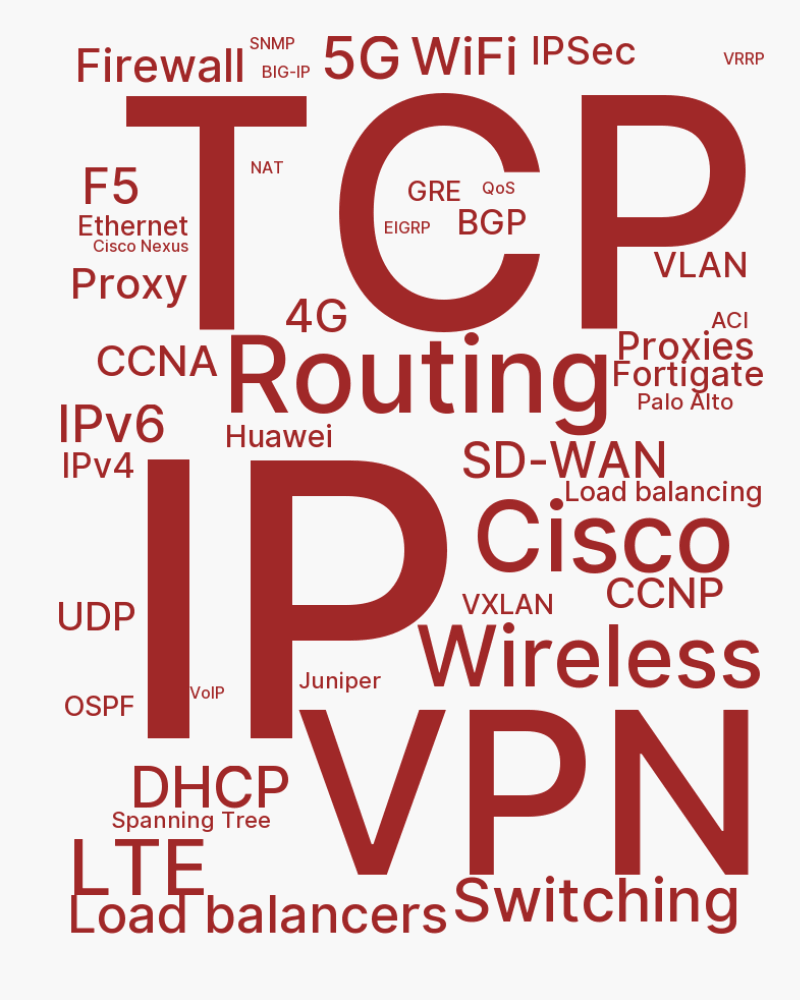 Firewall
SNMP
BIG-IP
5G
WiFi
IPSec
VRRP
TCP
NAT
F5
GRE
QoS
Ethernet
EIGRP
BGP
Cisco Nexus
VLAN
Proxy
4G
ACI
CCNA
Routing
Proxies
Fortigate
Palo Alto
IPv6
Huawei
IPv4
SD-WAN
Load balancing
IP
Cisco
CCNP
VXLAN
UDP
Wireless
Juniper
VoIP
OSPF
VPN
DHCP
Spanning Tree
LTE
Switching
Load balancers